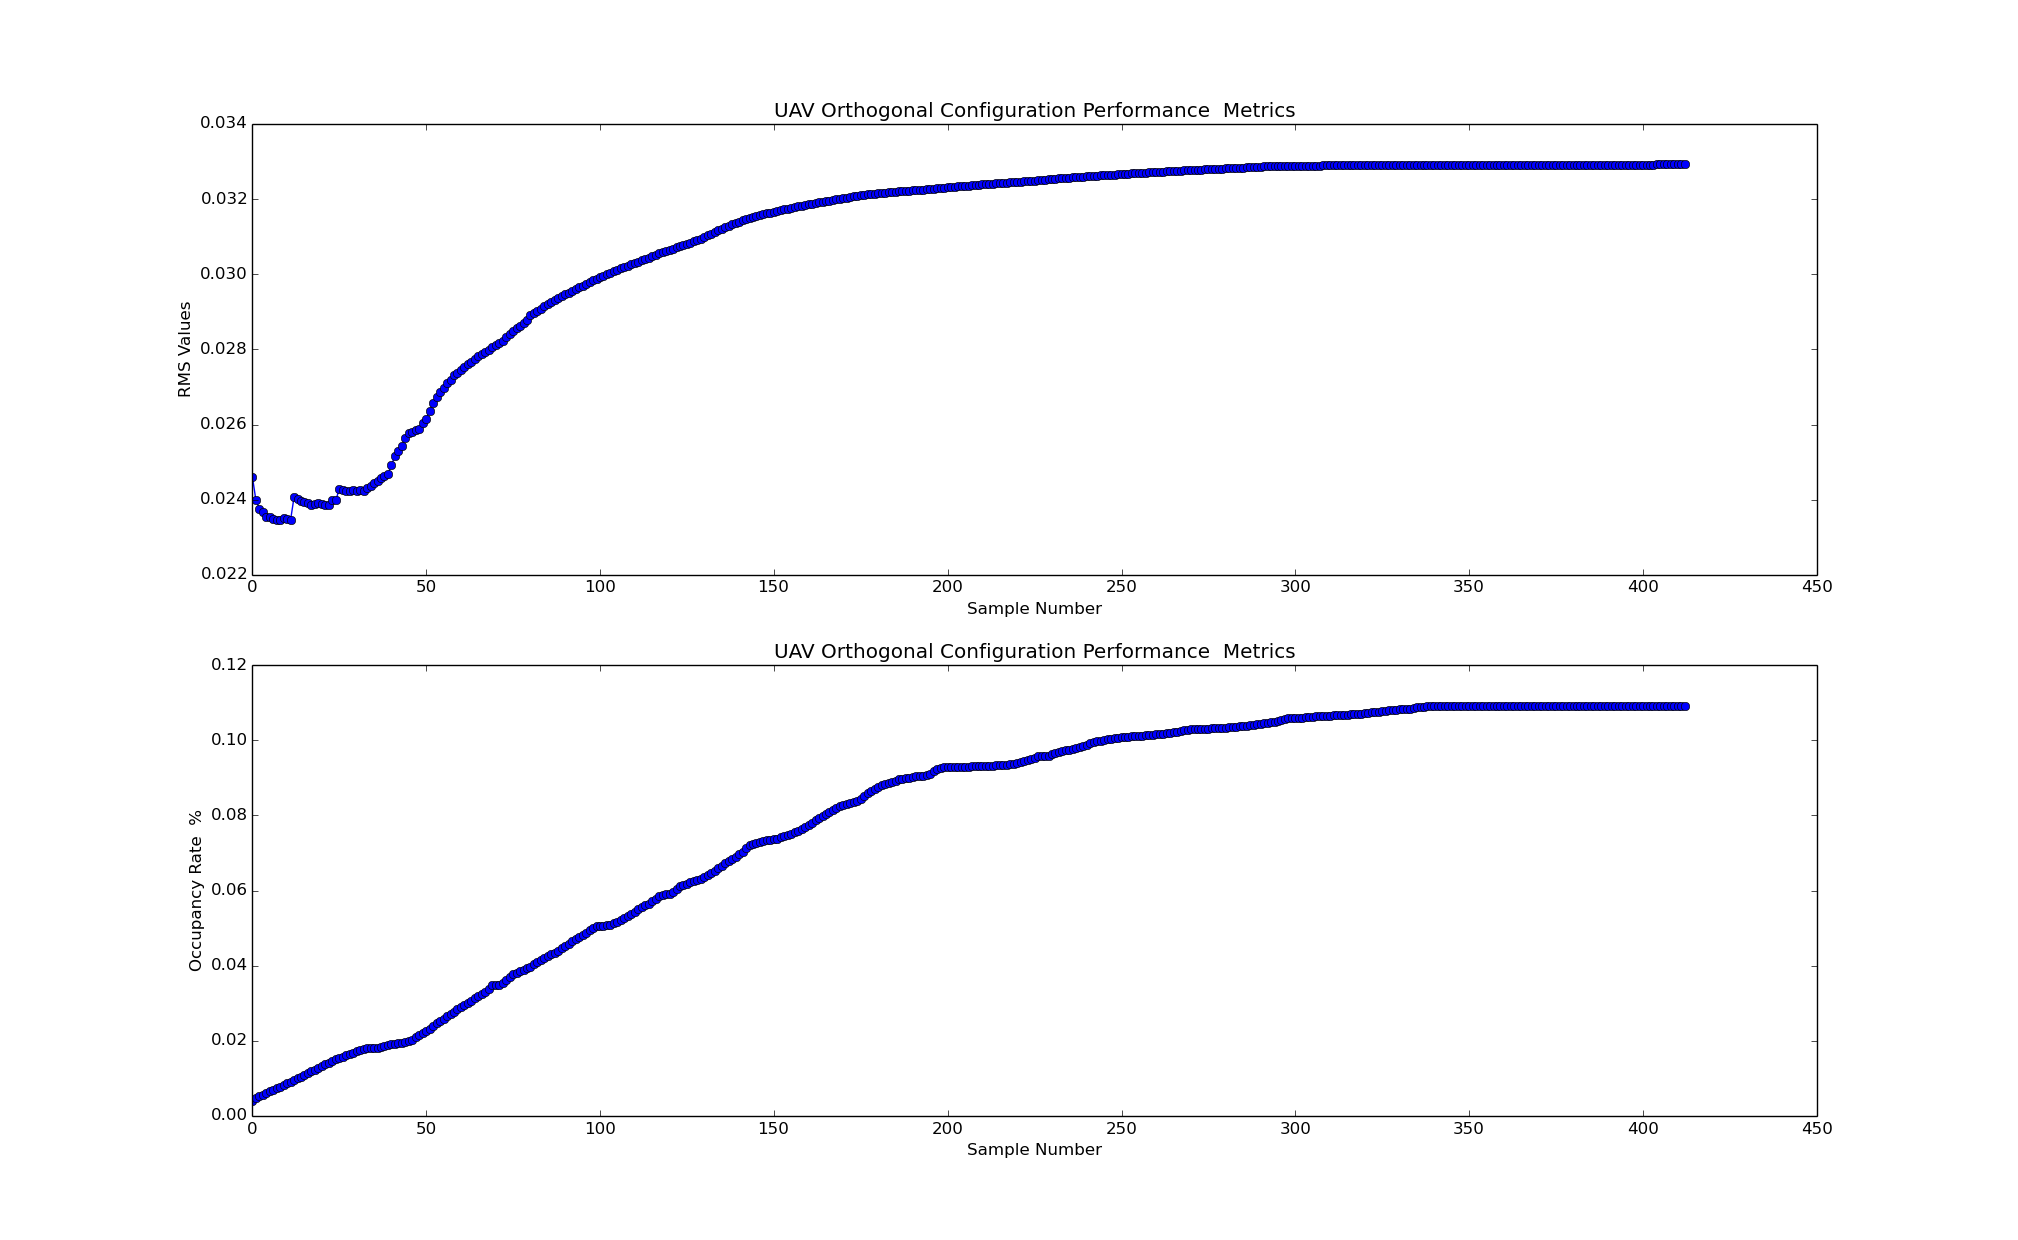 UAV Orthogonal Configuration Performance  Metrics
0.034
0.032
0.030
0.028
0.026
0.024
0.022
RMS Values
0 50 100 150 200 250 300 350 400 450
Sample Number
UAV Orthogonal Configuration Performance  Metrics
0.12
0.10
0.08
0.06
0.04
0.02
0.00
Occupancy Rate  %
0 50 100 150 200 250 300 350 400 450
Sample Number